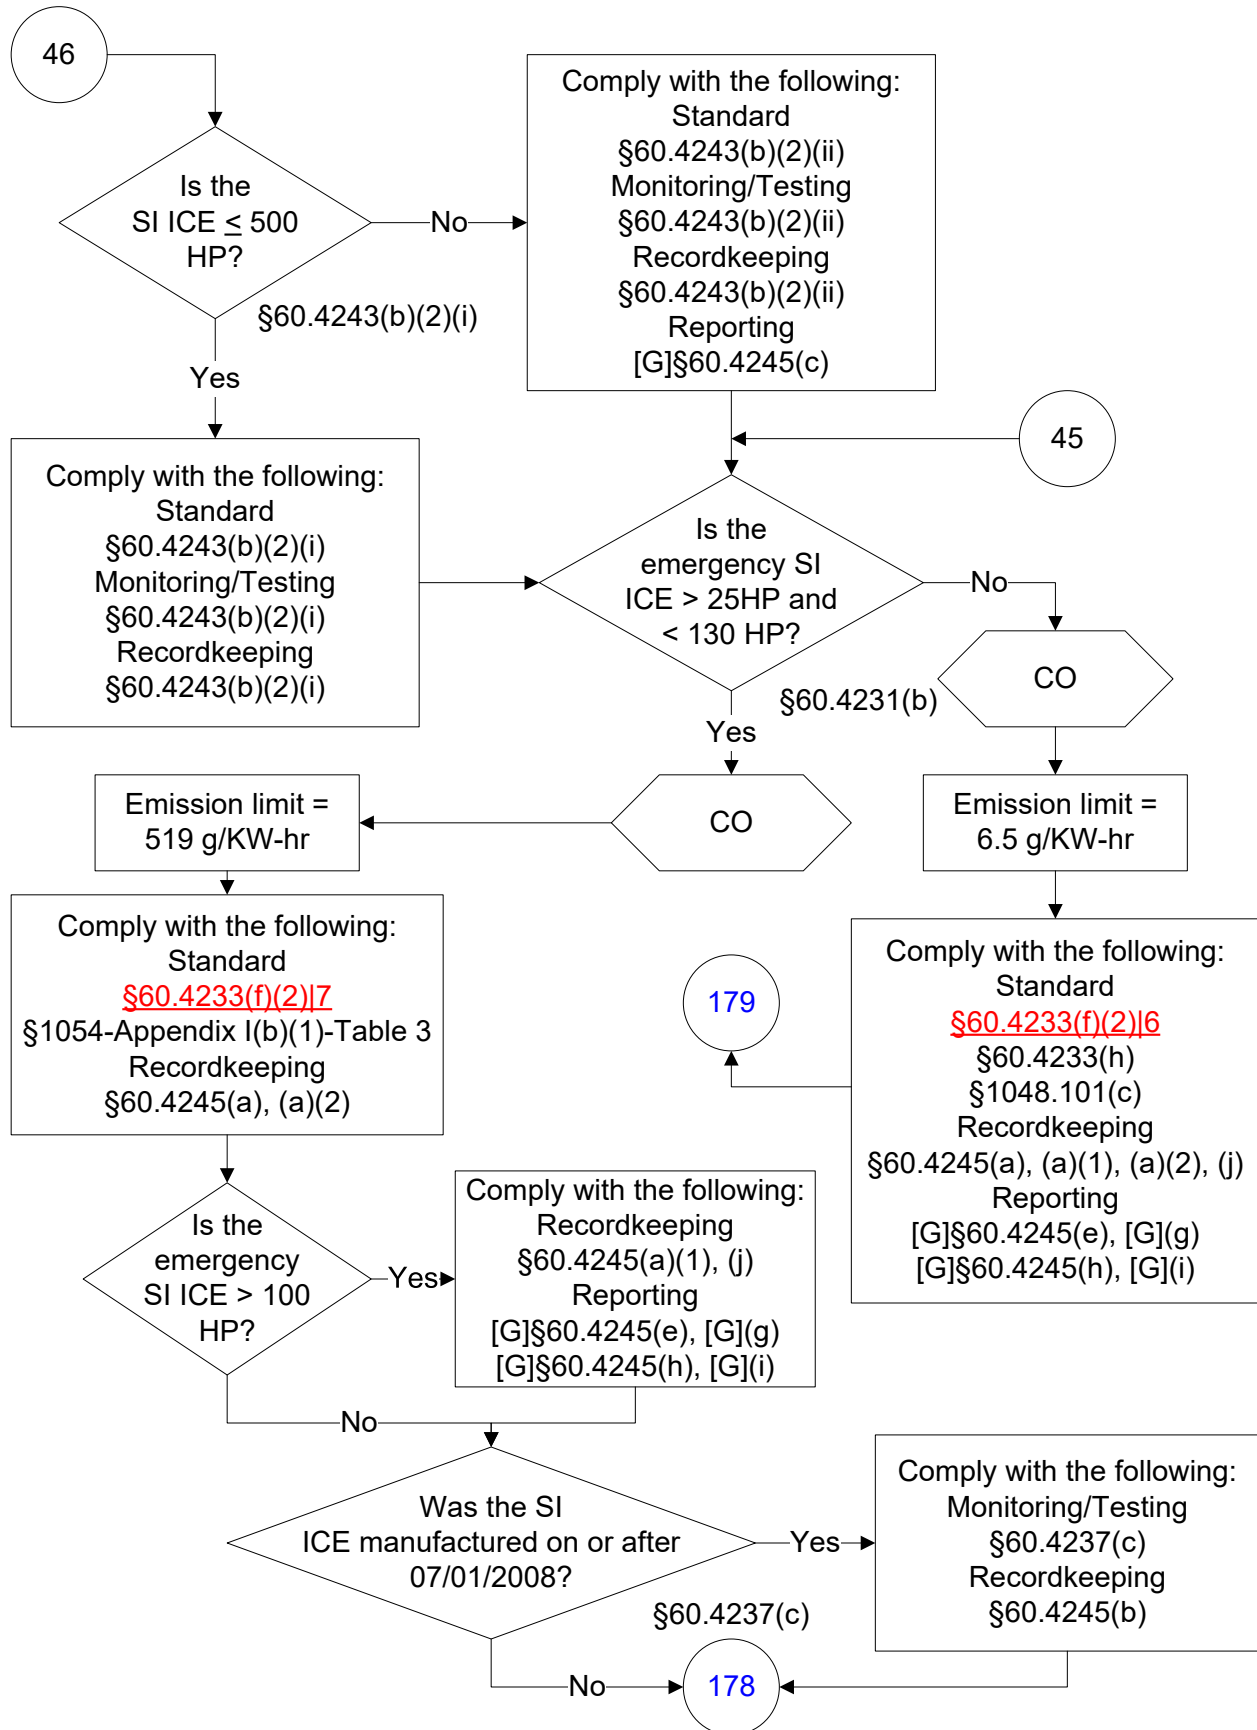 46
Is the
SI ICE ≤ 500
HP?
No
§60.4243(b)(2)(i)
Yes
Comply with the following:
Standard
§60.4243(b)(2)(ii)
Monitoring/Testing
§60.4243(b)(2)(ii)
Recordkeeping
§60.4243(b)(2)(ii)
Reporting
[G]§60.4245(c)
45
Comply with the following:
Standard
§60.4243(b)(2)(i)
Monitoring/Testing
§60.4243(b)(2)(i)
Recordkeeping
§60.4243(b)(2)(i)
Is the
emergency SI
ICE > 25HP and
< 130 HP?
No
§60.4231(b)
Yes
CO
CO
Emission limit =
519 g/KW-hr
Emission limit =
6.5 g/KW-hr
Comply with the following:
Standard
§60.4233(f)(2)|7
§1054-Appendix I(b)(1)-Table 3
Recordkeeping
§60.4245(a), (a)(2)
179
Comply with the following:
Standard
§60.4233(f)(2)|6
§60.4233(h)
§1048.101(c)
Recordkeeping
§60.4245(a), (a)(1), (a)(2), (j)
Reporting
[G]§60.4245(e), [G](g)
[G]§60.4245(h), [G](i)
Is the
emergency
SI ICE > 100
HP?
Yes
Comply with the following:
Recordkeeping
§60.4245(a)(1), (j)
Reporting
[G]§60.4245(e), [G](g)
[G]§60.4245(h), [G](i)
No
Was the SI
ICE manufactured on or after
07/01/2008?
Yes
§60.4237(c)
Comply with the following:
Monitoring/Testing
§60.4237(c)
Recordkeeping
§60.4245(b)
No
178